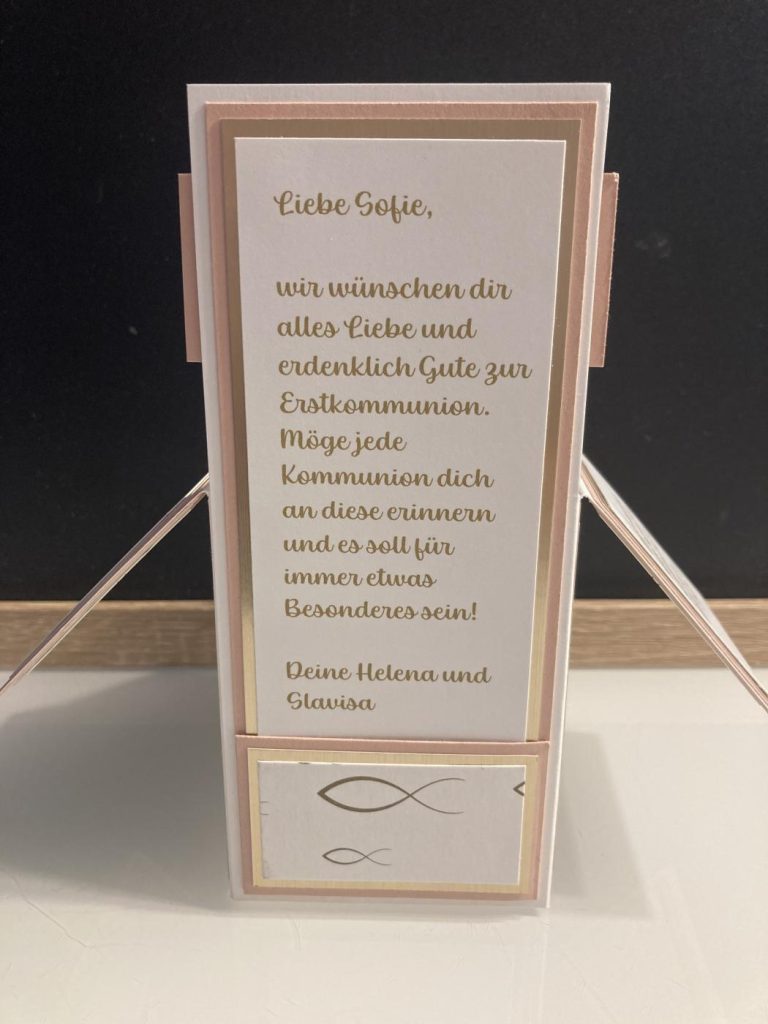 Liebe Sofie,
wir wünschen dir
alles Liebe und
erdenklich Gute zur
Erstkommunion.
Möge jede
Kommunion dich
an diese erinnern
und es soll für
immer etwas
Besonderes sein!
Deine Helena und
Slavisa